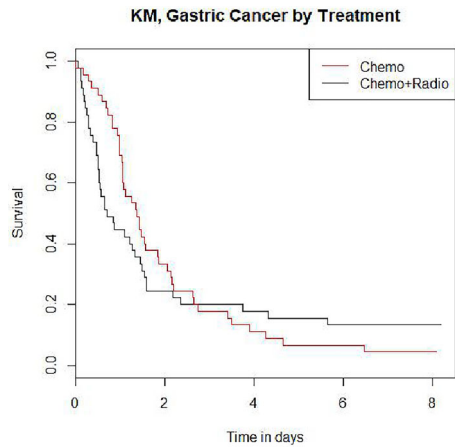 KM, Gastric Cancer by Treatment
Chemo
Chemo+Radio
Survival
1.0
0.8
0.6
0.4
0.2
0.0
0 2 4 6 8
Time in days